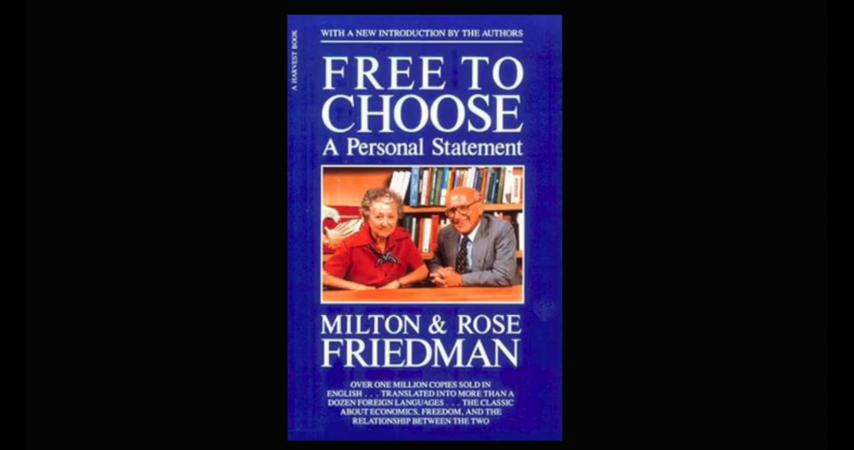 A HARVEST BOOK
WITH A NEW INTRODUCTION BY THE AUTHORS
FREE TO
CHOOSE
A Personal Statement
MILTON & ROSE
FRIEDMAN
OVER ONE MILLION COPIES SOLD IN
ENGLISH . . . TRANSLATED INTO MORE THAN A
DOZEN FOREIGN LANGUAGES . . . THE CLASSIC
ABOUT ECONOMICS, FREEDOM, AND THE
RELATIONSHIP BETWEEN THE TWO